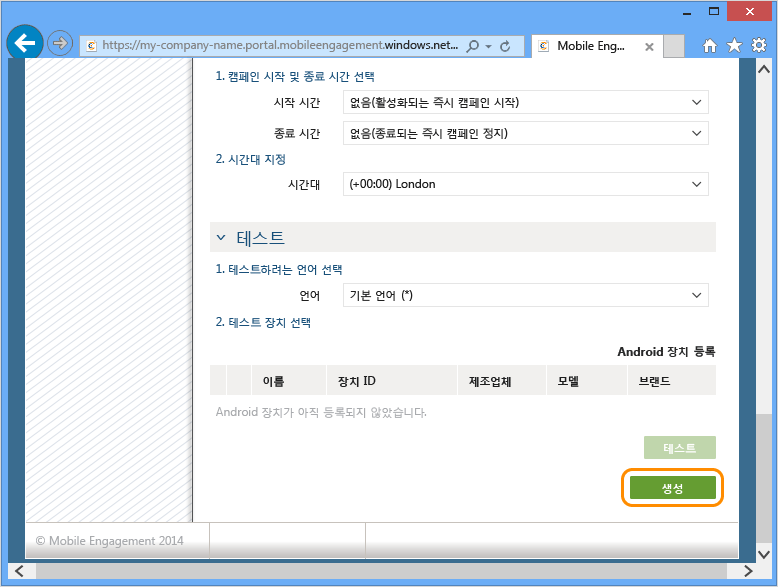 https://my-company-name.portal.mobileengagement.windows.net...
Mobile Eng...
1. 캠페인 시작 및 종료 시간 선택
시작 시간 없음(활성화되는 즉시 캠페인 시작)
종료 시간 없음(종료되는 즉시 캠페인 정지)
2. 시간대 지정
시간대 (+00:00) London
테스트
1. 테스트하려는 언어 선택
언어 기본 언어 (*)
2. 테스트 장치 선택
Android 장치 등록
이름 장치 ID 제조업체 모델 브랜드
Android 장치가 아직 등록되지 않았습니다.
테스트
생성
© Mobile Engagement 2014